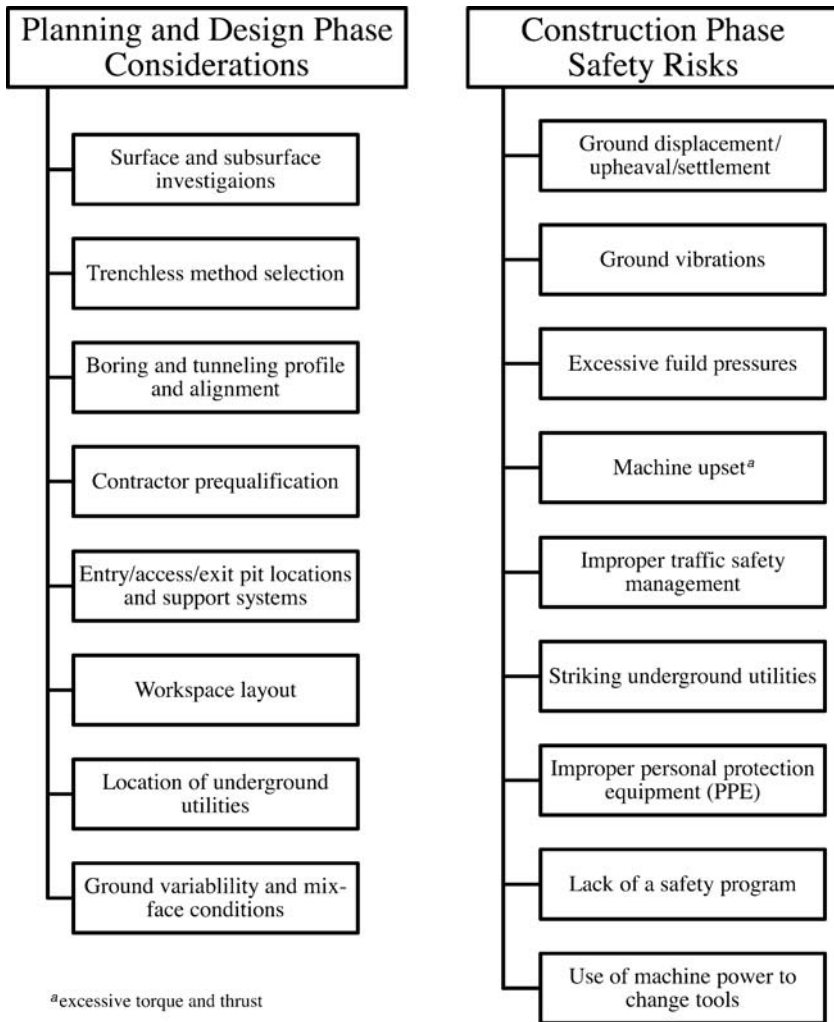 Planning and Design Phase
Considerations
Surface and subsurface
investigaions
Trenchless method selection
Boring and tunneling profile
and alignment
Contractor prequalification
Entry/access/exit pit locations
and support systems
Workspace layout
Location of underground
utilities
Ground variablility and mix-
face conditions
ᵃexcessive torque and thrust
Construction Phase
Safety Risks
Ground displacement/
upheaval/settlement
Ground vibrations
Excessive fuild pressures
Machine upsetᵃ
Improper traffic safety
management
Striking underground utilities
Improper personal protection
equipment (PPE)
Lack of a safety program
Use of machine power to
change tools